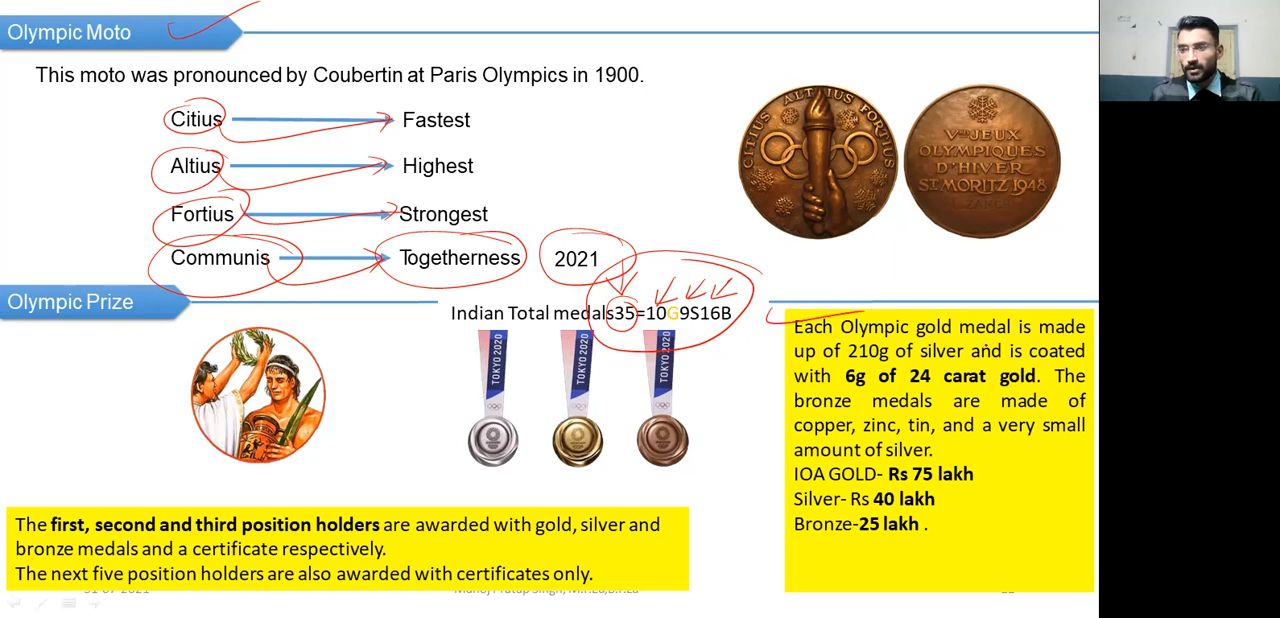 Olympic Moto
This moto was pronounced by Coubertin at Paris Olympics in 1900.
Citius Fastest
Altius Highest
Fortius Strongest
Communis Togetherness 2021
CITIUS ALTIUS FORTIUS
JEUX
OLYMPIQUES
D'HIVER
ST. MORITZ 1948
Olympic Prize
Indian Total medals35=10G9S16B
TOKYO 2020
TOKYO 2020
TOKYO 2020
Each Olympic gold medal is made
up of 210g of silver and is coated
with 6g of 24 carat gold. The
bronze medals are made of
copper, zinc, tin, and a very small
amount of silver.
IOA GOLD- Rs 75 lakh
Silver- Rs 40 lakh
Bronze-25 lakh .
The first, second and third position holders are awarded with gold, silver and
bronze medals and a certificate respectively.
The next five position holders are also awarded with certificates only.